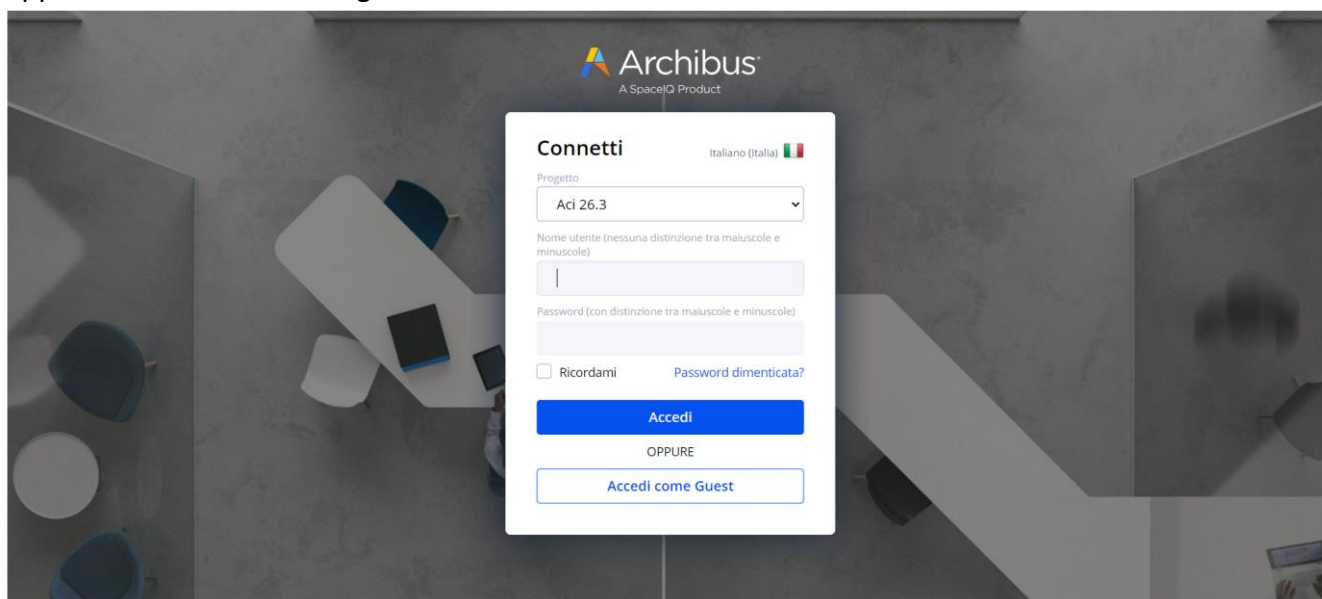 Archibus
A SpaceIQ Product
Connetti
Italiano (Italia)
Progetto
Aci 26.3
Nome utente (nessuna distinzione tra maiuscole e
minuscole)
Password (con distinzione tra maiuscole e minuscole)
Ricordami
Password dimenticata?
Accedi
OPPURE
Accedi come Guest